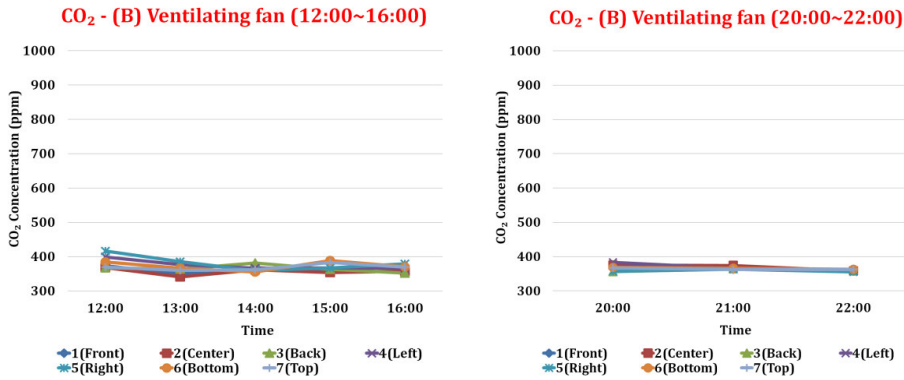 CO₂ - (B) Ventilating fan (12:00~16:00)
CO₂ Concentration (ppm)
1000
900
800
700
600
500
400
300
12:00 13:00 14:00 15:00 16:00
Time
1(Front) 2(Center) 3(Back) 4(Left)
5(Right) 6(Bottom) 7(Top)
CO₂ - (B) Ventilating fan (20:00~22:00)
CO₂ Concentration (ppm)
1000
900
800
700
600
500
400
300
20:00 21:00 22:00
Time
1(Front) 2(Center) 3(Back) 4(Left)
5(Right) 6(Bottom) 7(Top)